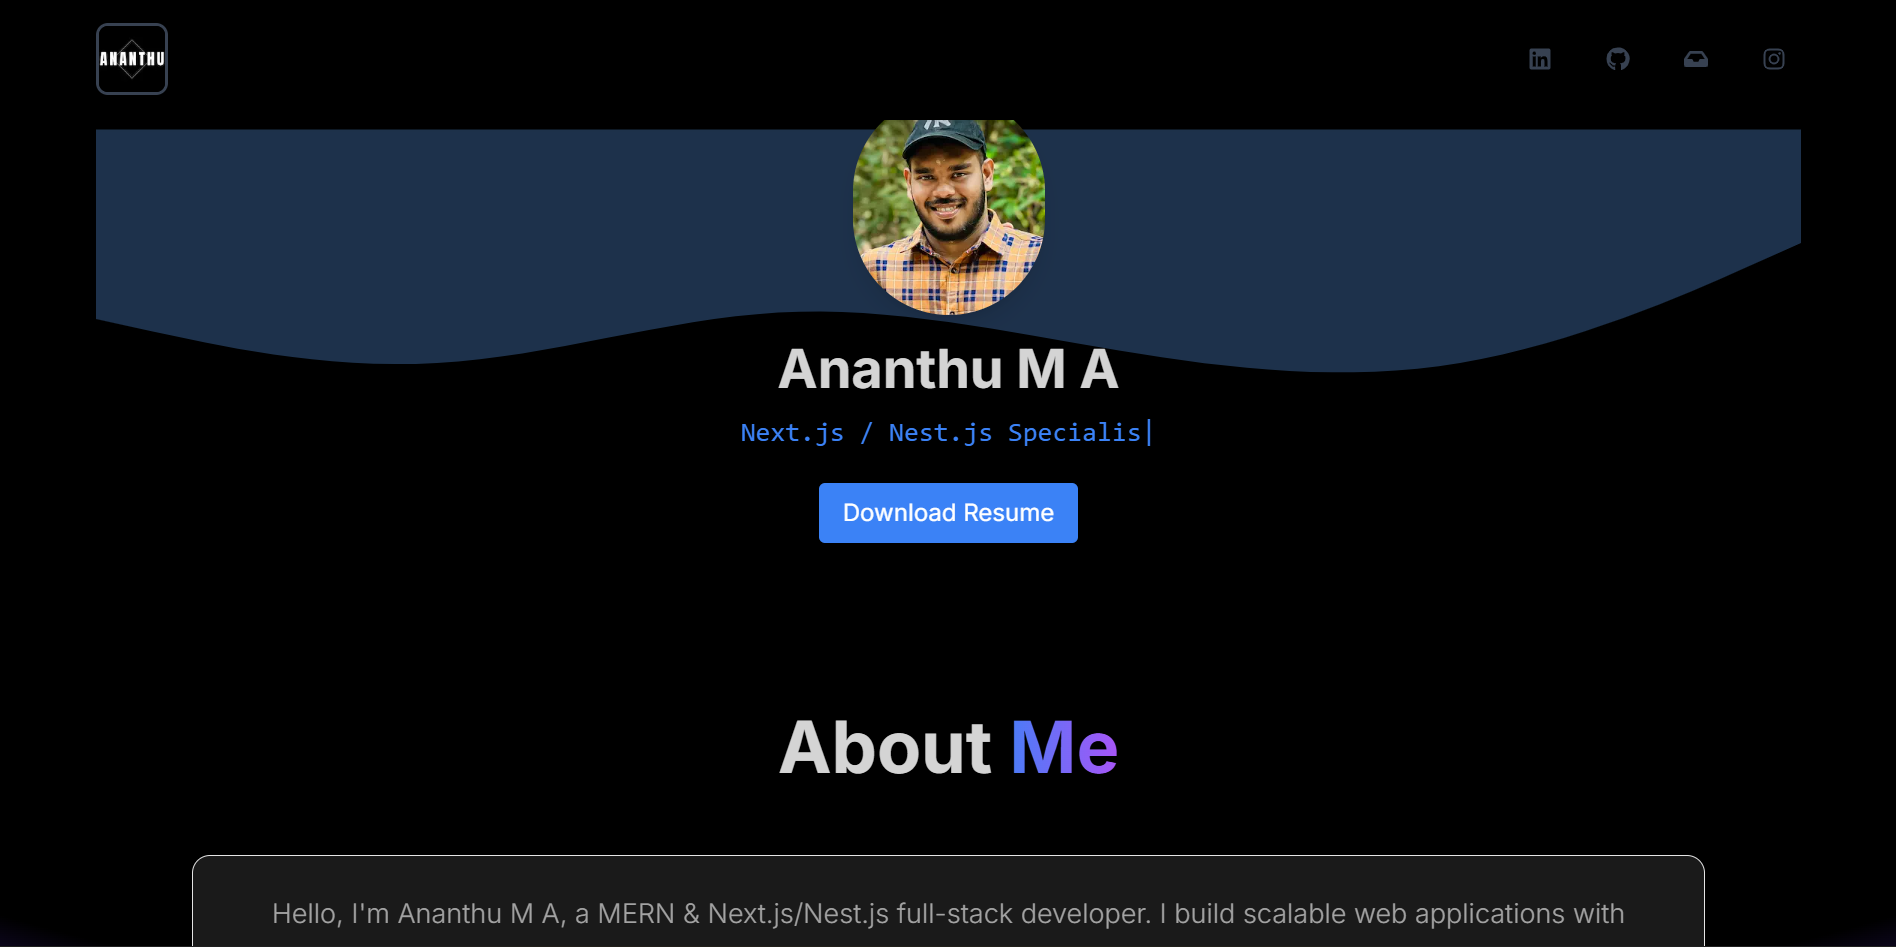 ANANTHU
Ananthu M A
Next.js / Nest.js Specialis
Download Resume
About Me
Hello, I'm Ananthu M A, a MERN & Next.js/Nest.js full-stack developer. I build scalable web applications with